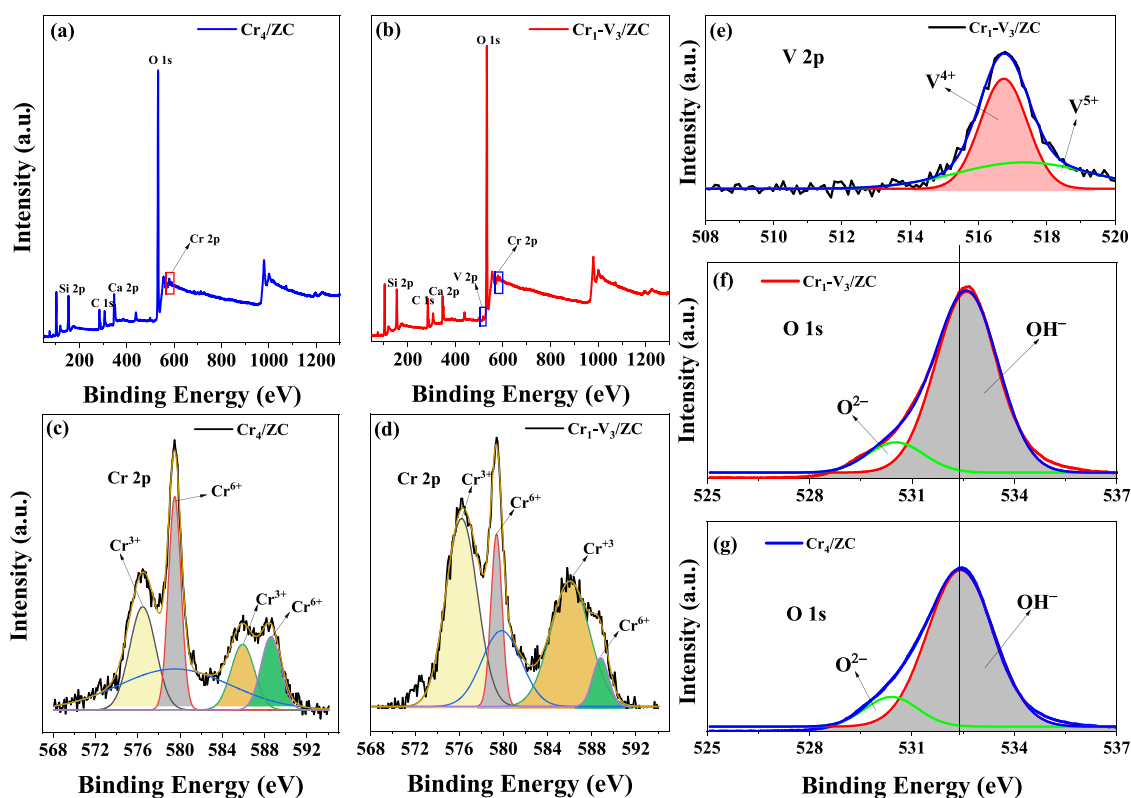 (a)
Cr₄/ZC
O 1s
Cr 2p
Si 2p
Ca 2p
C 1s
Intensity (a.u.)
200 400 600 800 1000 1200
Binding Energy (eV)
(b)
Cr₁-V₃/ZC
O 1s
Cr 2p
V 2p
Si 2p
Ca 2p
C 1s
200 400 600 800 1000 1200
Binding Energy (eV)
(c)
Cr₄/ZC
Cr 2p
Cr⁶⁺
Cr³⁺
Cr³⁺
Cr⁶⁺
Intensity (a.u.)
568 572 576 580 584 588 592
Binding Energy (eV)
(d)
Cr₁-V₃/ZC
Cr 2p
Cr³⁺
Cr⁶⁺
Cr⁺³
Cr⁶⁺
568 572 576 580 584 588 592
Binding Energy (eV)
(e)
Cr₁-V₃/ZC
V 2p
V⁴⁺
V⁵⁺
Intensity (a.u.)
508 510 512 514 516 518 520
(f)
Cr₁-V₃/ZC
O 1s
OH⁻
O²⁻
Intensity (a.u.)
525 528 531 534 537
(g)
Cr₄/ZC
O 1s
OH⁻
O²⁻
Intensity (a.u.)
525 528 531 534 537
Binding Energy (eV)